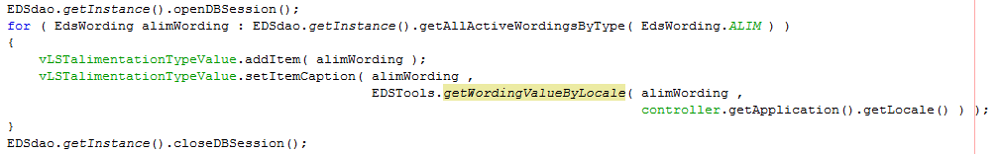 EDSdao.getInstance().openDBSession();
for ( EdsWording alimWording : EDSdao.getInstance().getAllActiveWordingsByType( EdsWording.ALIM ) )
{
    vLSTalimentationTypeValue.addItem( alimWording );
    vLSTalimentationTypeValue.setItemCaption( alimWording ,
                                              EDSTools.getWordingValueByLocale( alimWording ,
                                                                                controller.getApplication().getLocale() ) );
}
EDSdao.getInstance().closeDBSession();